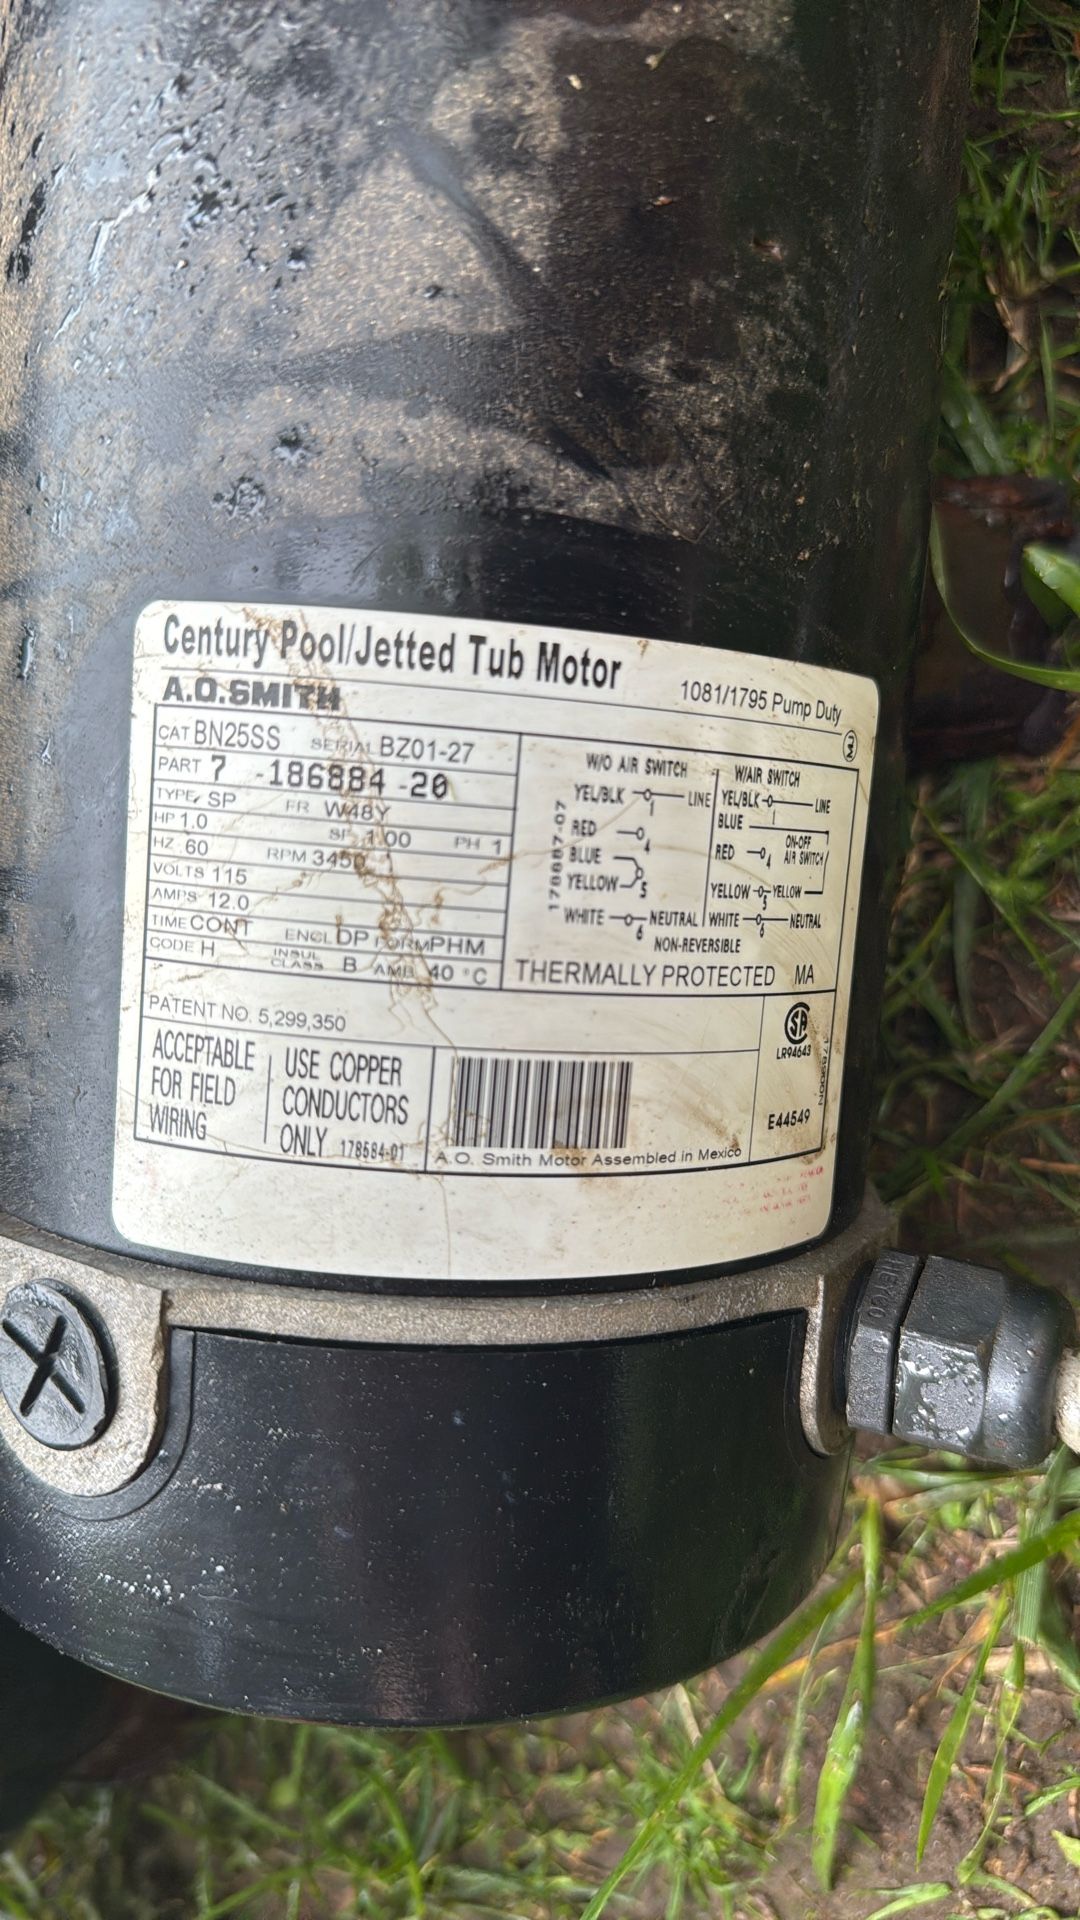 Century Pool/Jetted Tub Motor
A.O.SMITH
1081/1795 Pump Duty
CAT BN25SS SERIAL BZ01-27
PART 7 -186884 -20
TYPE SP FR W48Y
HP 1.0 SF 1.00 PH 1
HZ 60 RPM 3450
VOLTS 115
AMPS 12.0
TIME CONT ENCL DP FORM PHM
CODE H INSUL CLASS B AMB 40 °C
178687-07
W/O AIR SWITCH
YEL/BLK 1 LINE
RED 4
BLUE
YELLOW 5
WHITE 6 NEUTRAL
W/AIR SWITCH
YEL/BLK 1 LINE
BLUE
ON-OFF
RED 4 AIR SWITCH
YELLOW 5 YELLOW
WHITE 6 NEUTRAL
NON-REVERSIBLE
THERMALLY PROTECTED MA
PATENT NO. 5,299,350
ACCEPTABLE
FOR FIELD
WIRING
USE COPPER
CONDUCTORS
ONLY 178584-01
A.O. Smith Motor Assembled in Mexico
LR94643
E44549